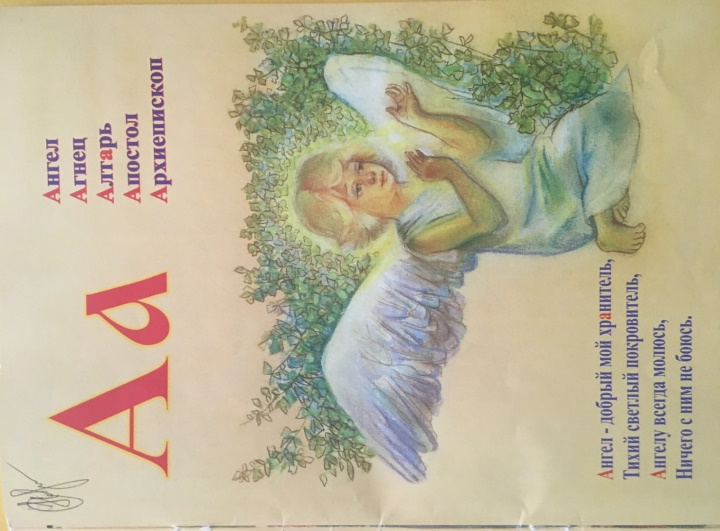 Аа
Ангел
Агнец
Алтарь
Апостол
Архиепископ
Ангел - добрый мой хранитель,
Тихий светлый покровитель,
Ангелу всегда молюсь,
Ничего с ним не боюсь.